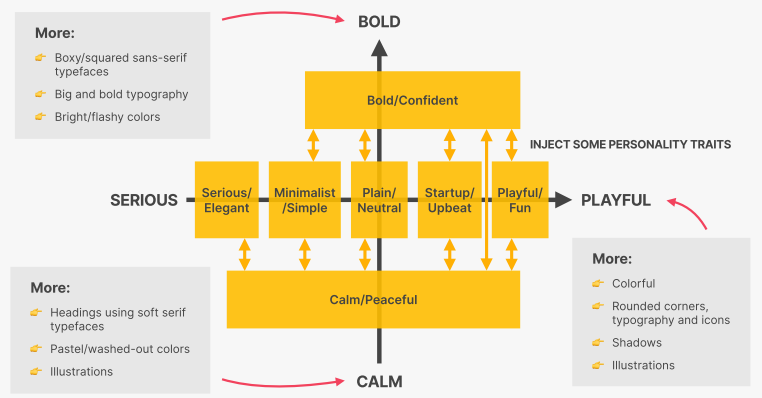 BOLD
More:
Boxy/squared sans-serif
typefaces
Big and bold typography
Bright/flashy colors
Bold/Confident
INJECT SOME PERSONALITY TRAITS
SERIOUS
Serious/
Elegant
Minimalist
/Simple
Plain/
Neutral
Startup/
Upbeat
Playful/
Fun
PLAYFUL
Calm/Peaceful
More:
Headings using soft serif
typefaces
Pastel/washed-out colors
Illustrations
More:
Colorful
Rounded corners,
typography and icons
Shadows
Illustrations
CALM